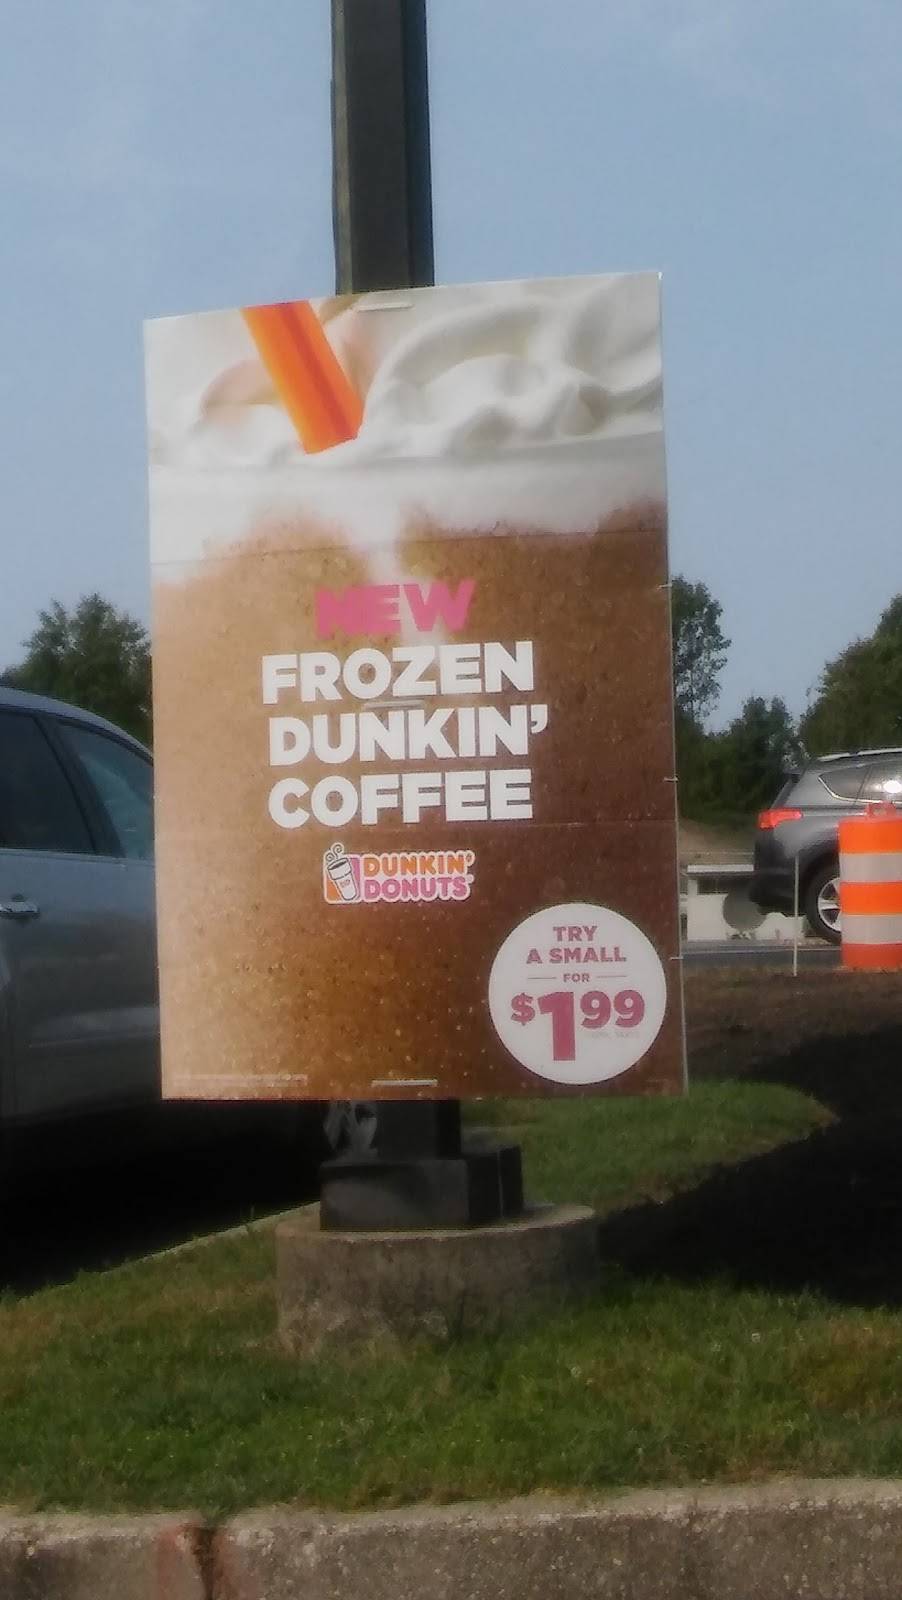 NEW
FROZEN
DUNKIN'
COFFEE
DUNKIN'
DONUTS
TRY
A SMALL
FOR
$1.99